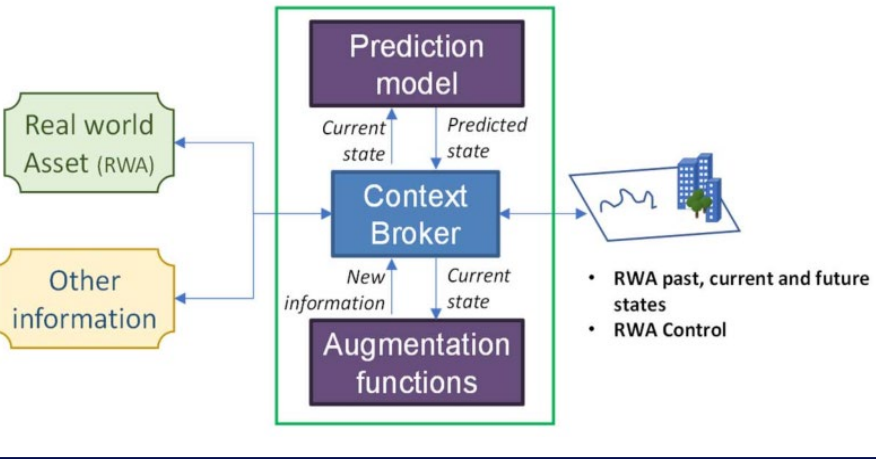 Prediction
model
Current
state
Predicted
state
Real world
Asset (RWA)
Context
Broker
Other
information
New
information
Current
state
Augmentation
functions
• RWA past, current and future
states
• RWA Control